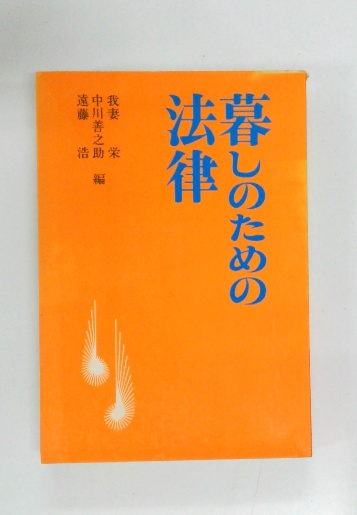 暮しのための
法律
我妻 栄
中川善之助 編
遠藤 浩